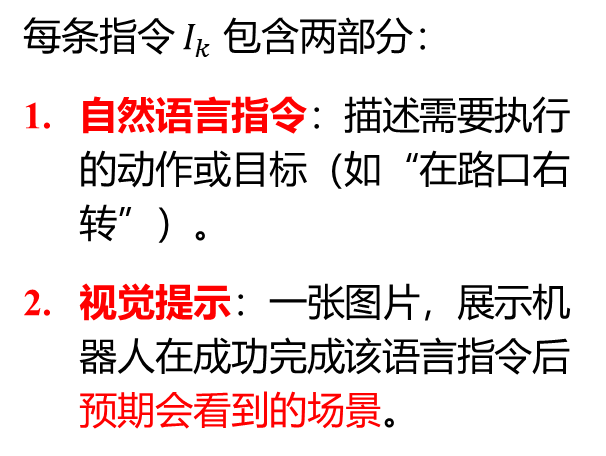 每条指令 Iₖ 包含两部分：
1. 自然语言指令：描述需要执行
的动作或目标（如“在路口右
转”）。
2. 视觉提示：一张图片，展示机
器人在成功完成该语言指令后
预期会看到的场景。